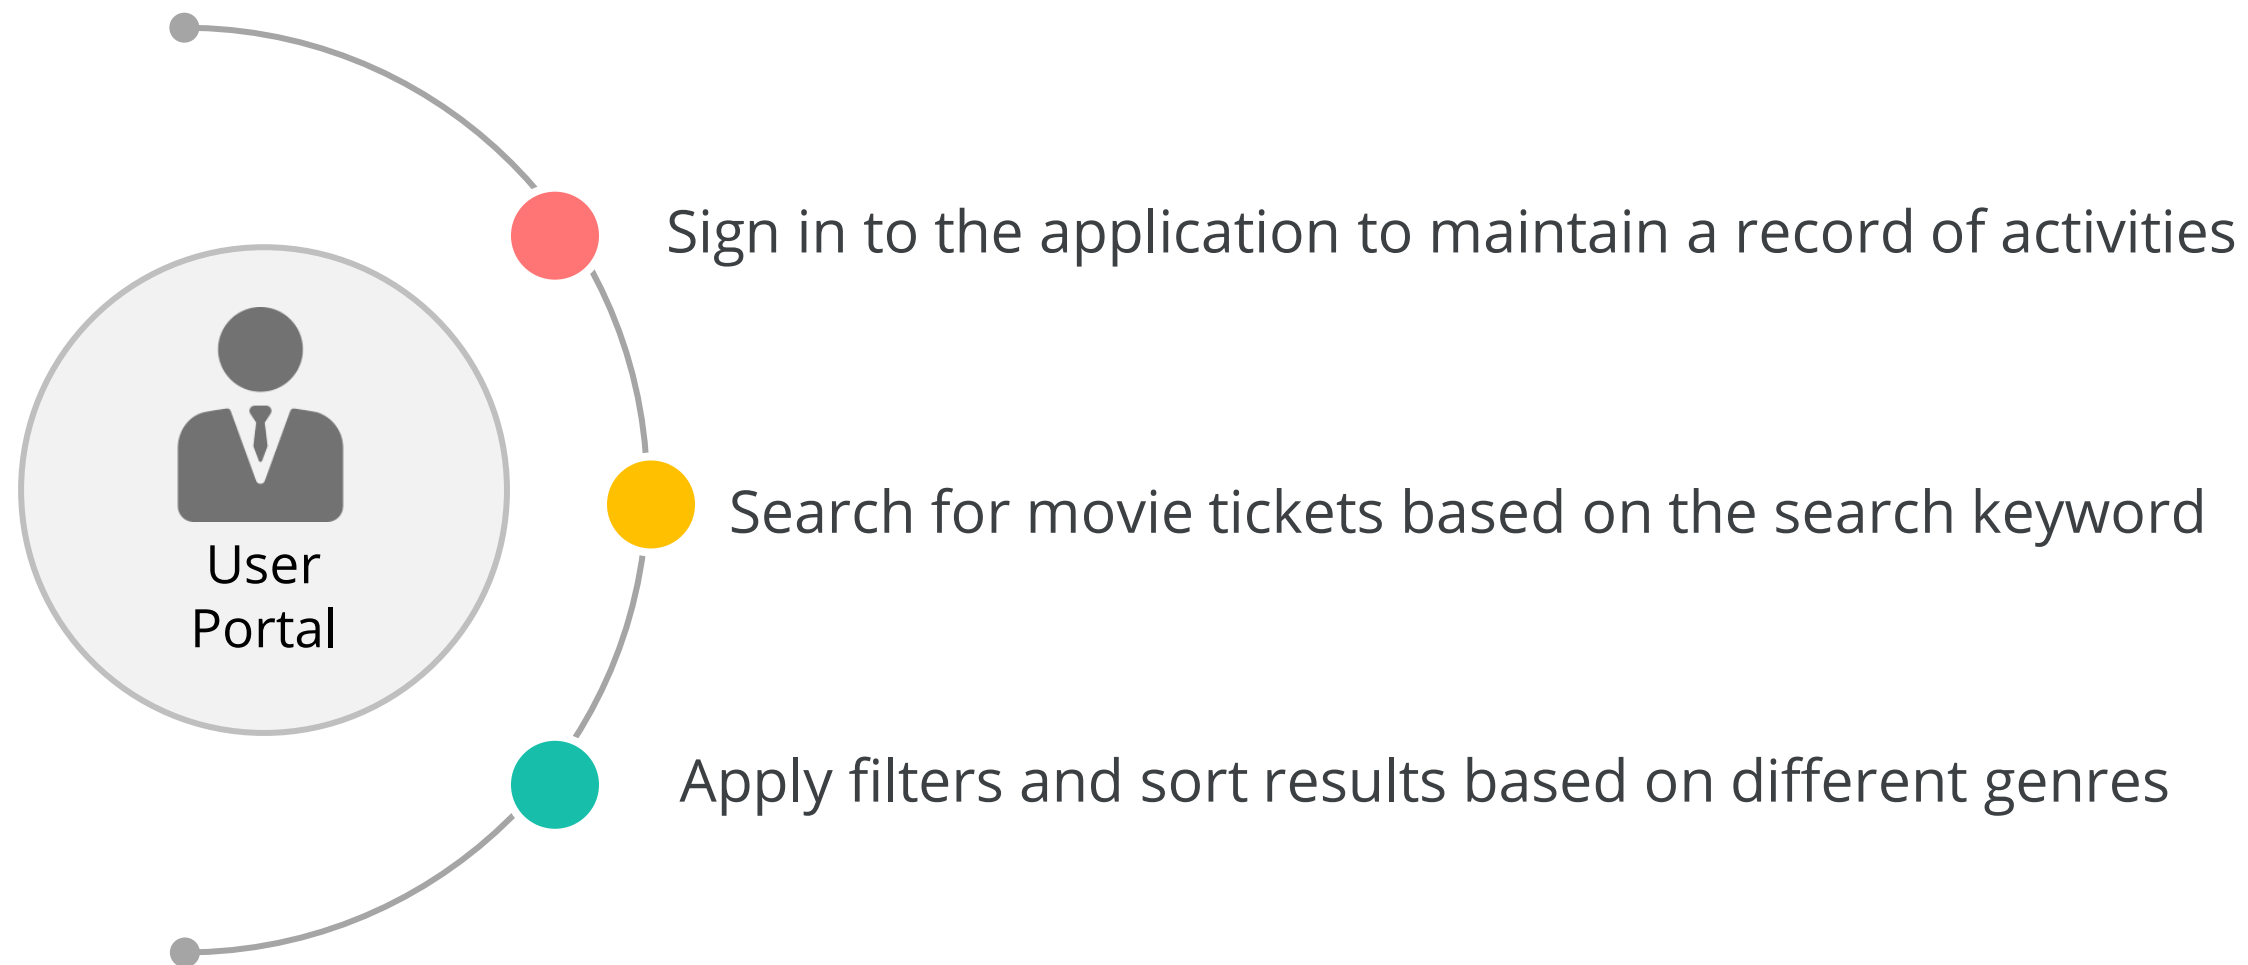 Sign in to the application to maintain a record of activities
Search for movie tickets based on the search keyword
User
Portal
Apply filters and sort results based on different genres